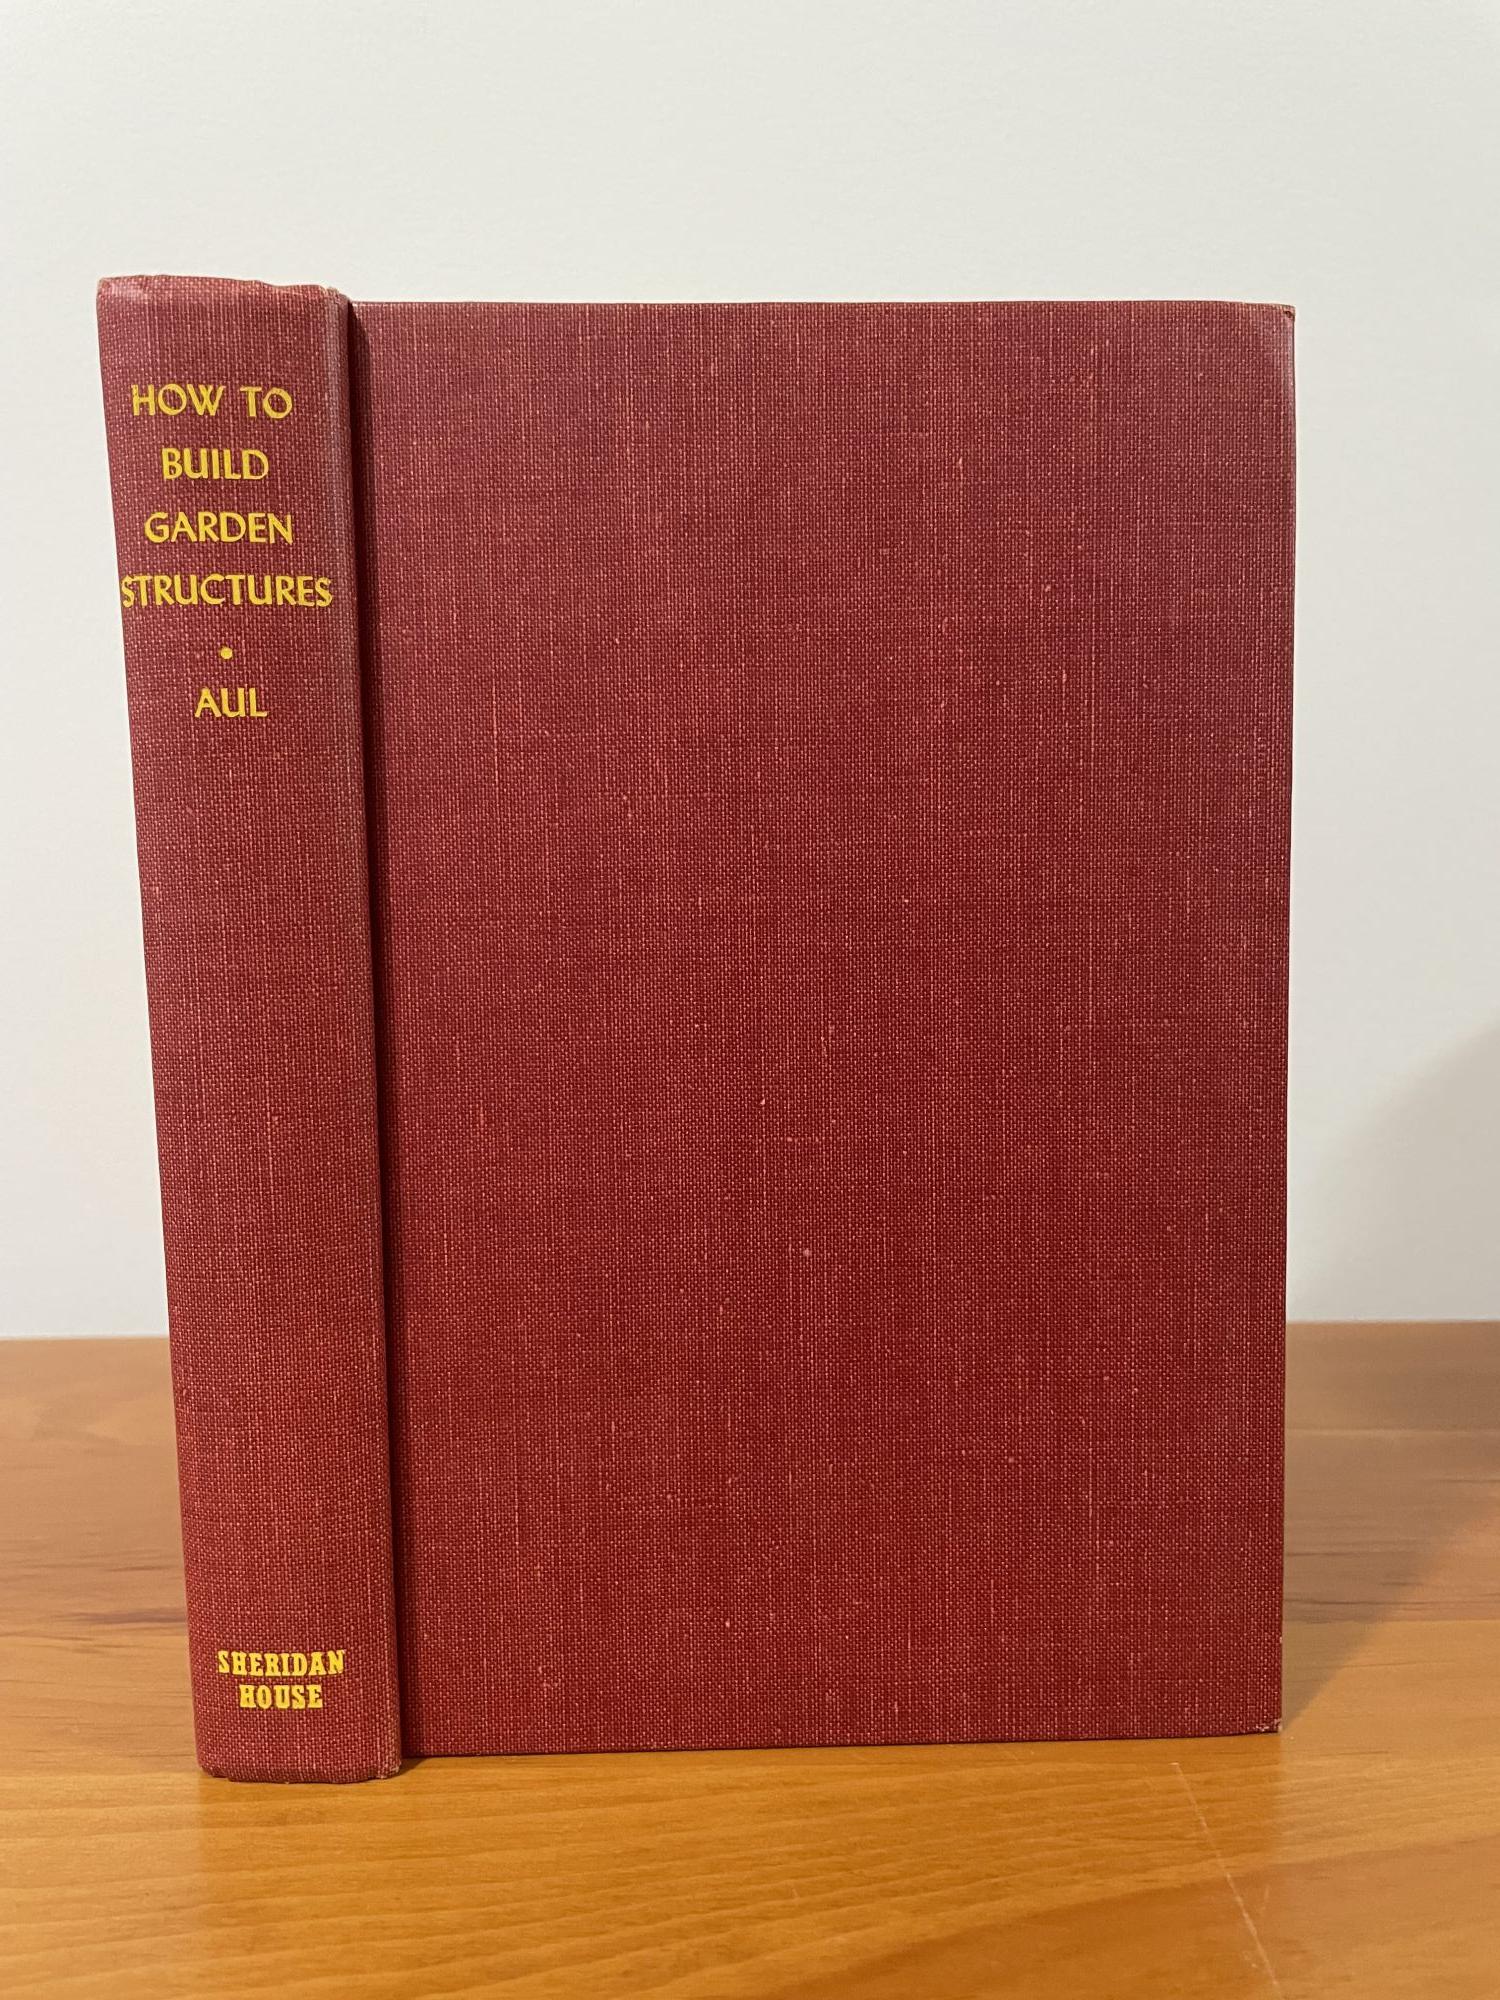 HOW TO
BUILD
GARDEN
STRUCTURES
•
AUL
SHERIDAN
HOUSE